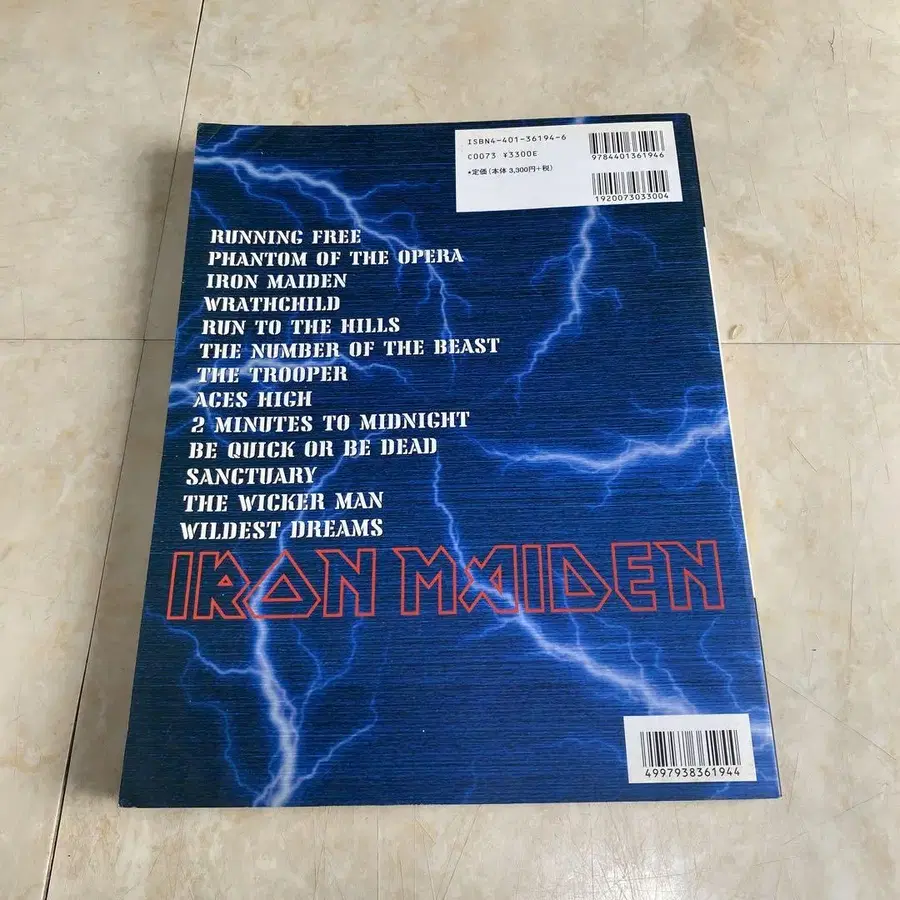 ISBN4-401-36194-6
C0073 ¥3300E
•定価(本体 3,300円+税)
9784401361946
1920073033004
RUNNING FREE
PHANTOM OF THE OPERA
IRON MAIDEN
WRATHCHILD
RUN TO THE HILLS
THE NUMBER OF THE BEAST
THE TROOPER
ACES HIGH
2 MINUTES TO MIDNIGHT
BE QUICK OR BE DEAD
SANCTUARY
THE WICKER MAN
WILDEST DREAMS
IRON MAIDEN
4997938361944